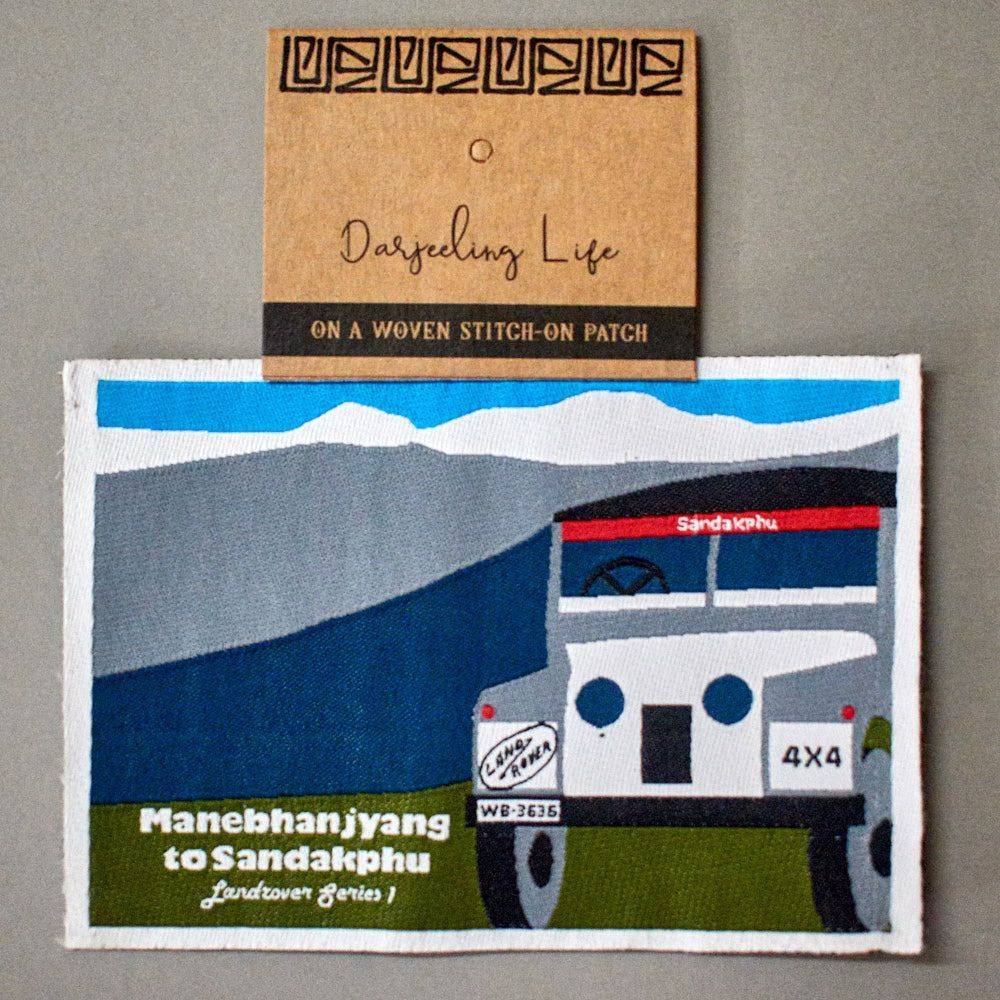 Darjeeling Life
ON A WOVEN STITCH-ON PATCH
Sandakphu
LAND
ROVER
4X4
WB-3636
Manebhanjyang
to Sandakphu
Landrover Series 1